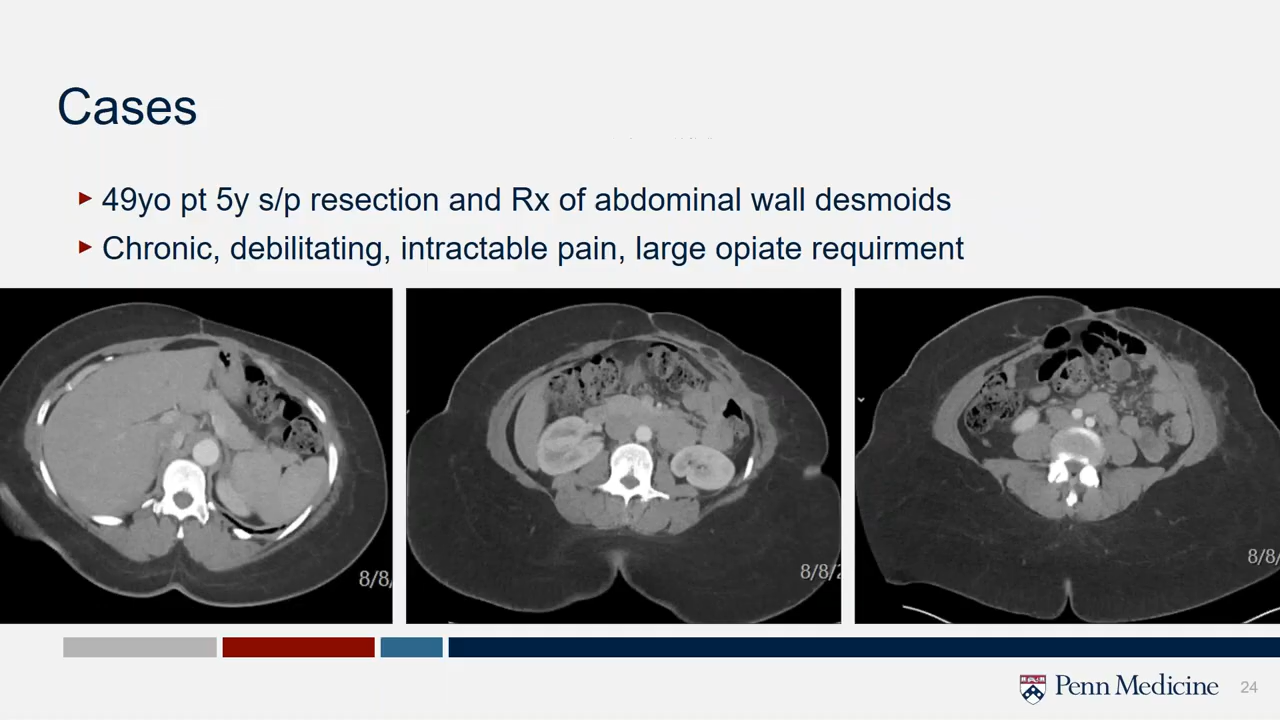 Cases
49yo pt 5y s/p resection and Rx of abdominal wall desmoids
Chronic, debilitating, intractable pain, large opiate requirment
8/8/
8/8/2
8/8/
Penn Medicine
24